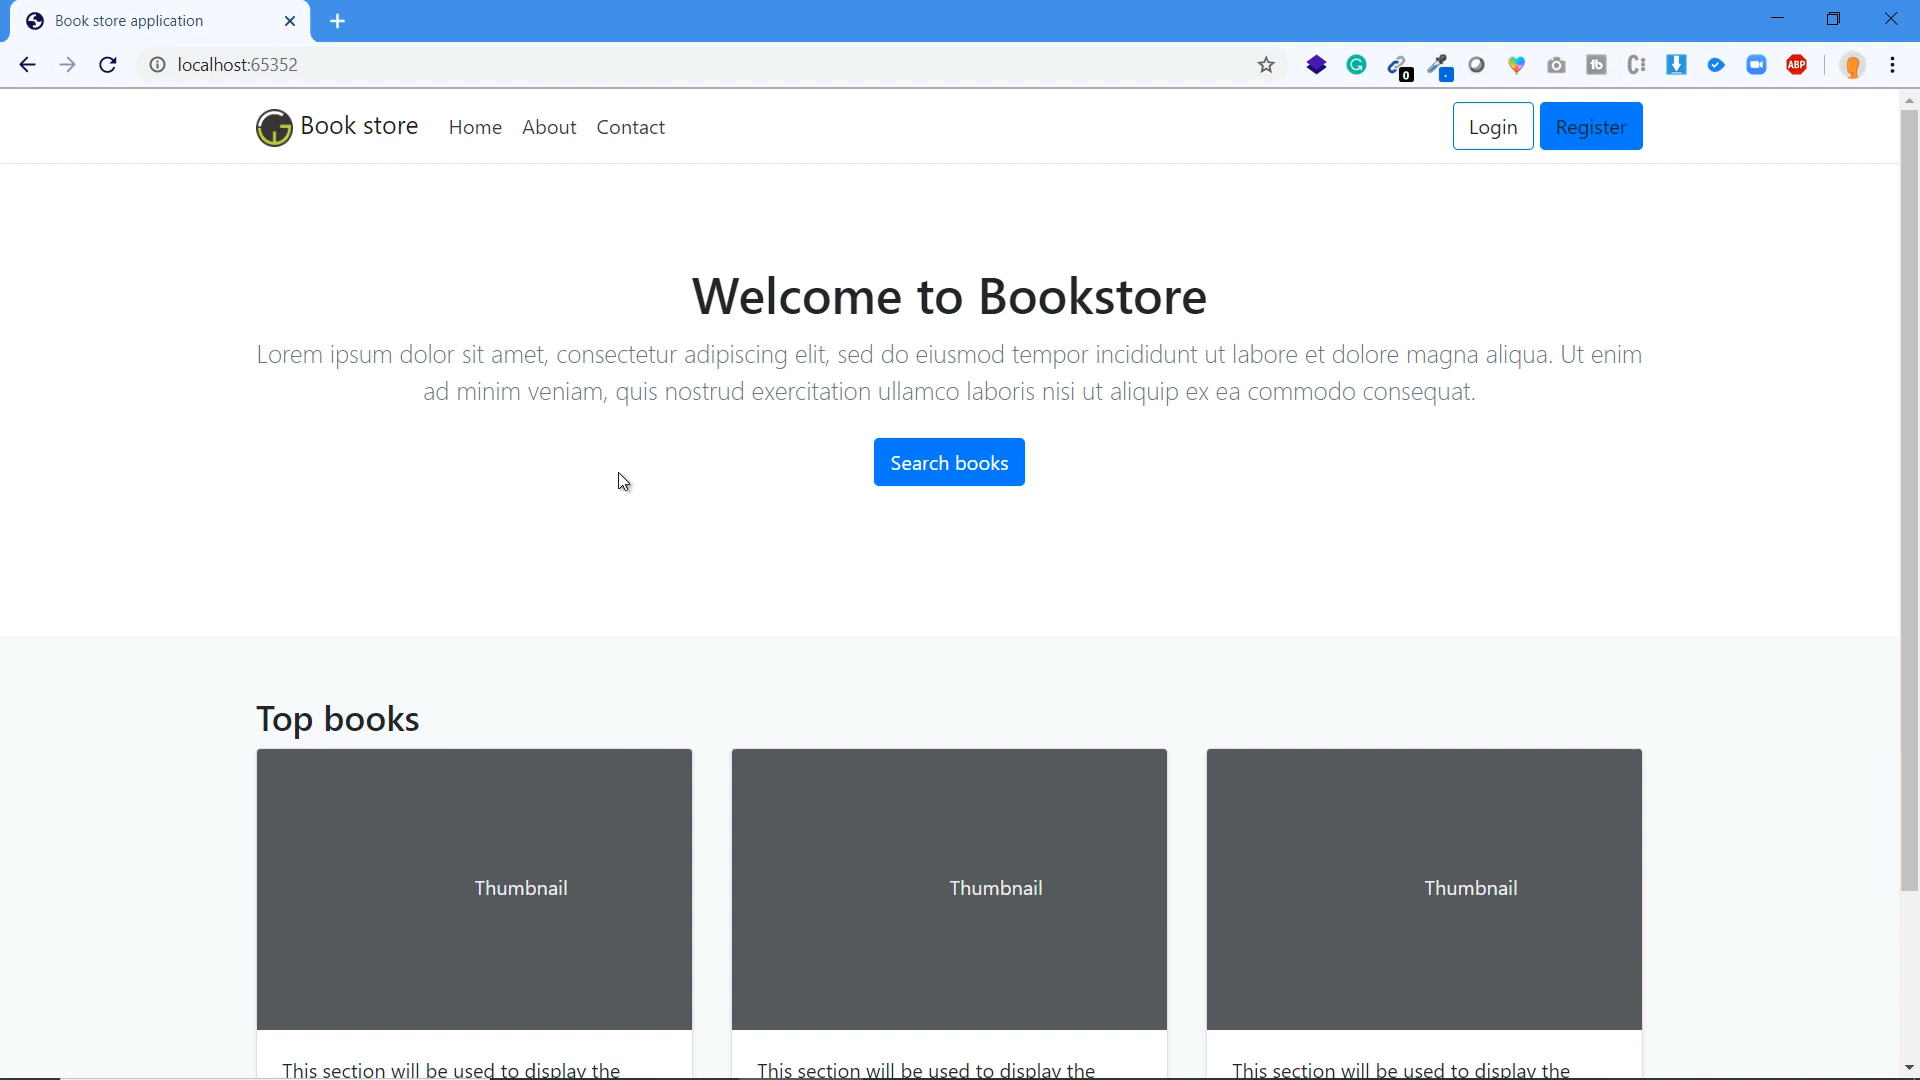 Book store application
localhost:65352
0
ABP
Book store
Home
About
Contact
Login
Register
Welcome to Bookstore
Lorem ipsum dolor sit amet, consectetur adipiscing elit, sed do eiusmod tempor incididunt ut labore et dolore magna aliqua. Ut enim
ad minim veniam, quis nostrud exercitation ullamco laboris nisi ut aliquip ex ea commodo consequat.
Search books
Top books
Thumbnail
Thumbnail
Thumbnail
This section will be used to display the
This section will be used to display the
This section will be used to display the